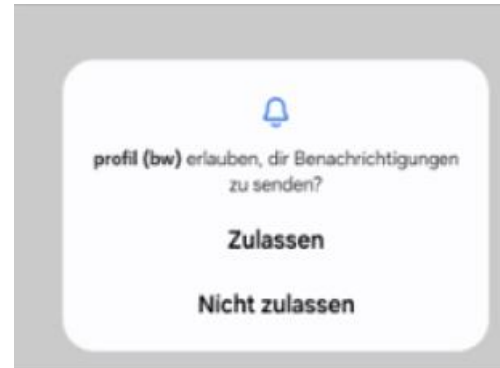 profil (bw) erlauben, dir Benachrichtigungen
zu senden?
Zulassen
Nicht zulassen